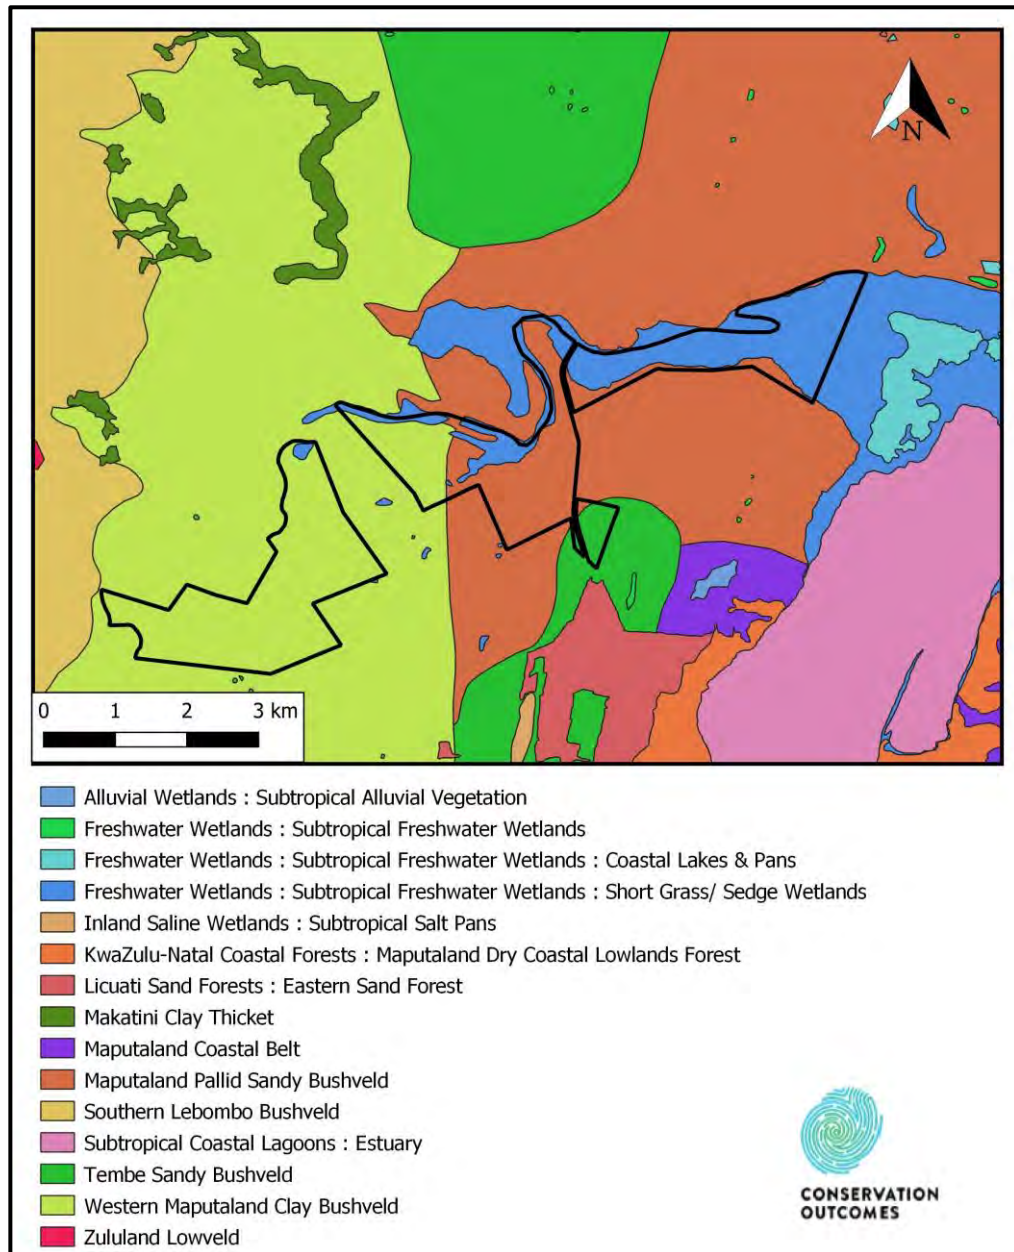 N
0 1 2 3 km
Alluvial Wetlands : Subtropical Alluvial Vegetation
Freshwater Wetlands : Subtropical Freshwater Wetlands
Freshwater Wetlands : Subtropical Freshwater Wetlands : Coastal Lakes & Pans
Freshwater Wetlands : Subtropical Freshwater Wetlands : Short Grass/ Sedge Wetlands
Inland Saline Wetlands : Subtropical Salt Pans
KwaZulu-Natal Coastal Forests : Maputaland Dry Coastal Lowlands Forest
Licuati Sand Forests : Eastern Sand Forest
Makatini Clay Thicket
Maputaland Coastal Belt
Maputaland Pallid Sandy Bushveld
Southern Lebombo Bushveld
Subtropical Coastal Lagoons : Estuary
Tembe Sandy Bushveld
Western Maputaland Clay Bushveld
Zululand Lowveld
CONSERVATION
OUTCOMES